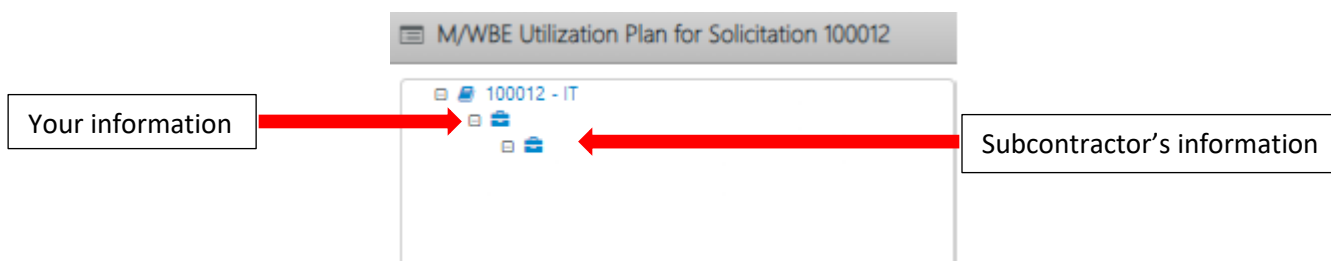 M/WBE Utilization Plan for Solicitation 100012
100012 - IT
Your information
Subcontractor’s information